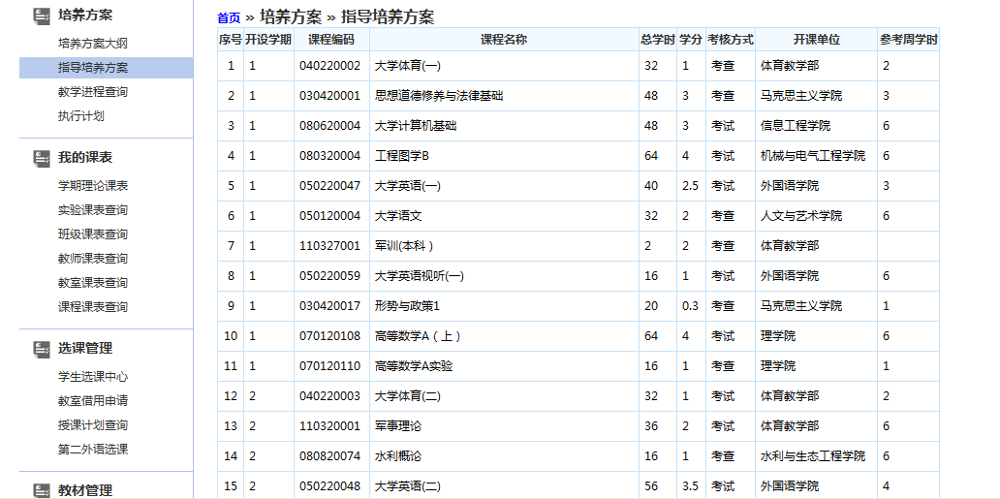 培养方案
培养方案大纲
指导培养方案
教学进程查询
执行计划
我的课表
学期理论课表
实验课表查询
班级课表查询
教师课表查询
教室课表查询
课程课表查询
选课管理
学生选课中心
教室借用申请
授课计划查询
第二外语选课
教材管理
首页 » 培养方案 » 指导培养方案
序号 开设学期 课程编码 课程名称 总学时 学分 考核方式 开课单位 参考周学时
1 1 040220002 大学体育(一) 32 1 考查 体育教学部 2
2 1 030420001 思想道德修养与法律基础 48 3 考查 马克思主义学院 3
3 1 080620004 大学计算机基础 48 3 考试 信息工程学院 6
4 1 080320004 工程图学B 64 4 考试 机械与电气工程学院 6
5 1 050220047 大学英语(一) 40 2.5 考试 外国语学院 3
6 1 050120004 大学语文 32 2 考查 人文与艺术学院 6
7 1 110327001 军训(本科 ) 2 2 考查 体育教学部
8 1 050220059 大学英语视听(一) 16 1 考查 外国语学院 6
9 1 030420017 形势与政策1 20 0.3 考查 马克思主义学院 1
10 1 070120108 高等数学A（上 ) 64 4 考试 理学院 6
11 1 070120110 高等数学A实验 16 1 考查 理学院 1
12 2 040220003 大学体育(二) 32 1 考试 体育教学部 2
13 2 110320001 军事理论 36 2 考试 体育教学部 6
14 2 080820074 水利概论 16 1 考查 水利与生态工程学院 6
15 2 050220048 大学英语(二) 56 3.5 考试 外国语学院 4